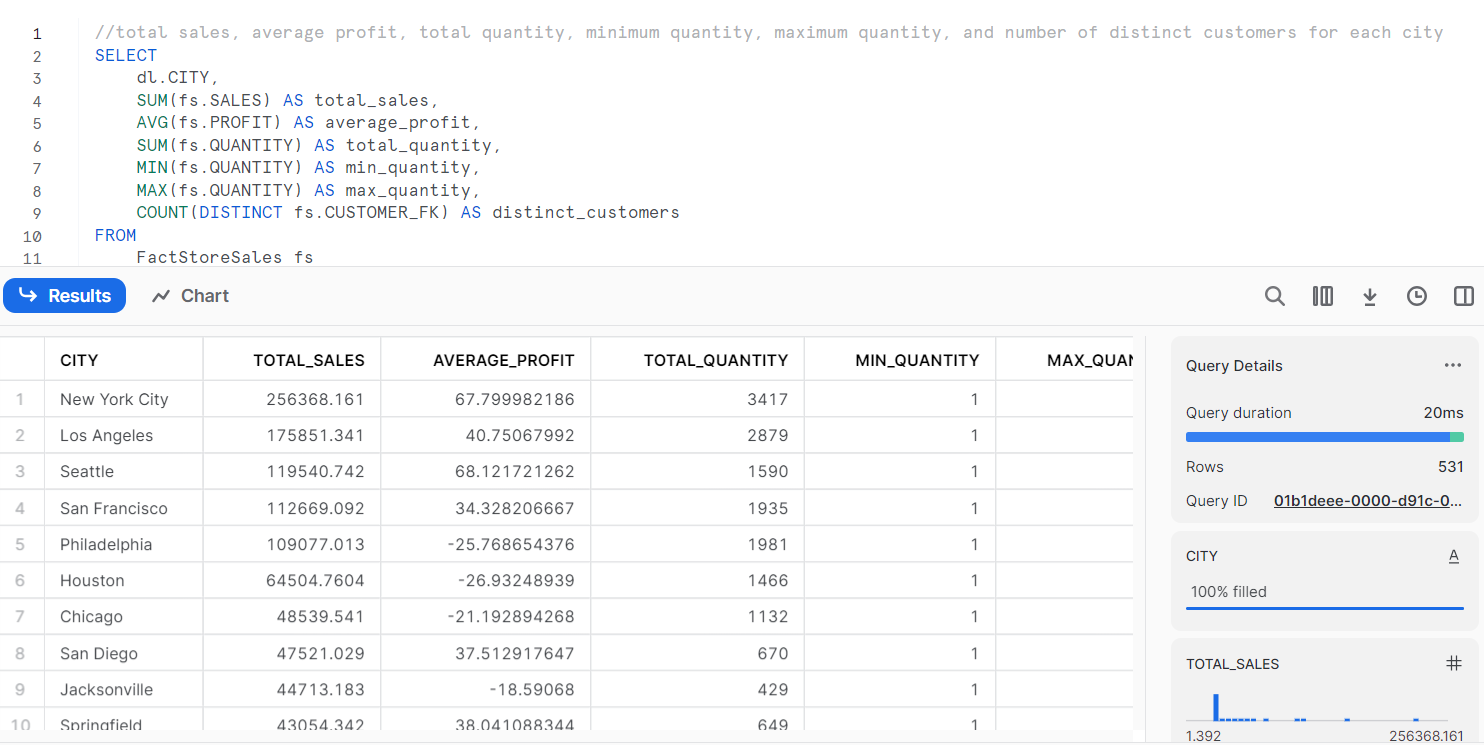 1 //total sales, average profit, total quantity, minimum quantity, maximum quantity, and number of distinct customers for each city
2 SELECT
3 dl.CITY,
4 SUM(fs.SALES) AS total_sales,
5 AVG(fs.PROFIT) AS average_profit,
6 SUM(fs.QUANTITY) AS total_quantity,
7 MIN(fs.QUANTITY) AS min_quantity,
8 MAX(fs.QUANTITY) AS max_quantity,
9 COUNT(DISTINCT fs.CUSTOMER_FK) AS distinct_customers
10 FROM
11 FactStoreSales fs
Results Chart
CITY TOTAL_SALES AVERAGE_PROFIT TOTAL_QUANTITY MIN_QUANTITY MAX_QUAN
1 New York City 256368.161 67.799982186 3417 1
2 Los Angeles 175851.341 40.75067992 2879 1
3 Seattle 119540.742 68.121721262 1590 1
4 San Francisco 112669.092 34.328206667 1935 1
5 Philadelphia 109077.013 -25.768654376 1981 1
6 Houston 64504.7604 -26.93248939 1466 1
7 Chicago 48539.541 -21.192894268 1132 1
8 San Diego 47521.029 37.512917647 670 1
9 Jacksonville 44713.183 -18.59068 429 1
10 Springfield 43054.342 38.041088344 649 1
Query Details ...
Query duration 20ms
Rows 531
Query ID 01b1deee-0000-d91c-0...
CITY A
100% filled
TOTAL_SALES #
1.392 256368.161